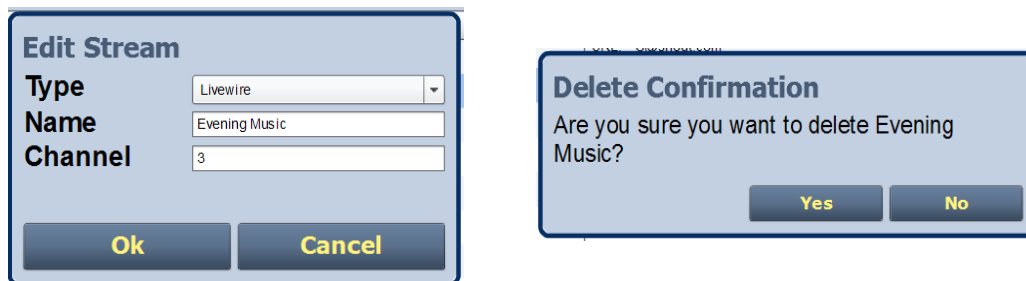 Edit Stream
Type
Livewire
Name
Evening Music
Channel
3
Ok
Cancel
Delete Confirmation
Are you sure you want to delete Evening
Music?
Yes
No